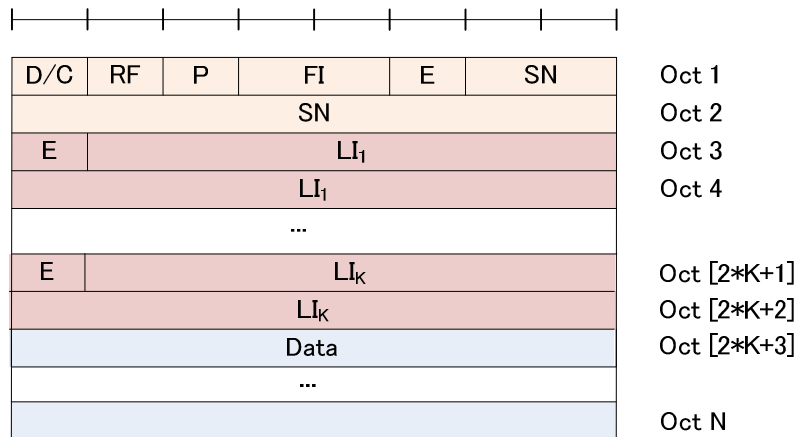 D/C RF P FI E SN Oct 1
SN Oct 2
E LI₁ Oct 3
LI₁ Oct 4
...
E LIK Oct [2*K+1]
LIK Oct [2*K+2]
Data Oct [2*K+3]
...
Oct N